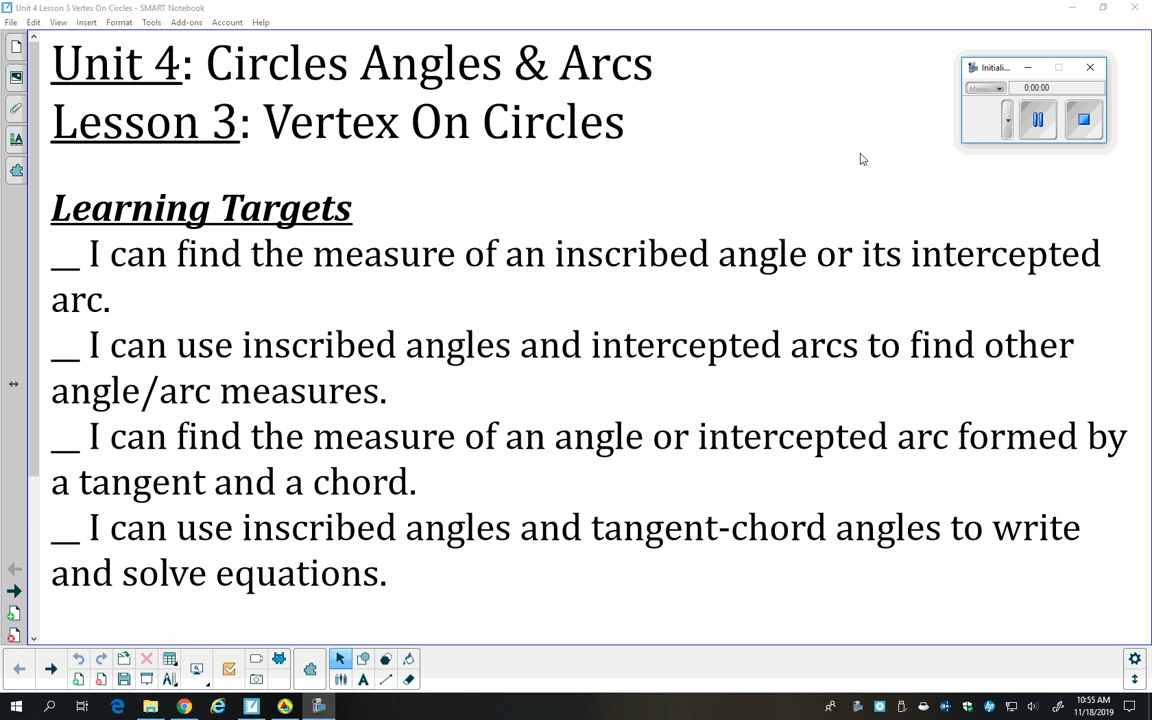 Unit 4 Lesson 3 Vertex On Circles - SMART Notebook
File Edit View Insert Format Tools Add-ons Account Help
Unit 4: Circles Angles & Arcs
Lesson 3: Vertex On Circles
Initiali...
0:00:00
Learning Targets
__ I can find the measure of an inscribed angle or its intercepted
arc.
__ I can use inscribed angles and intercepted arcs to find other
angle/arc measures.
__ I can find the measure of an angle or intercepted arc formed by
a tangent and a chord.
__ I can use inscribed angles and tangent-chord angles to write
and solve equations.
10:55 AM
11/18/2019